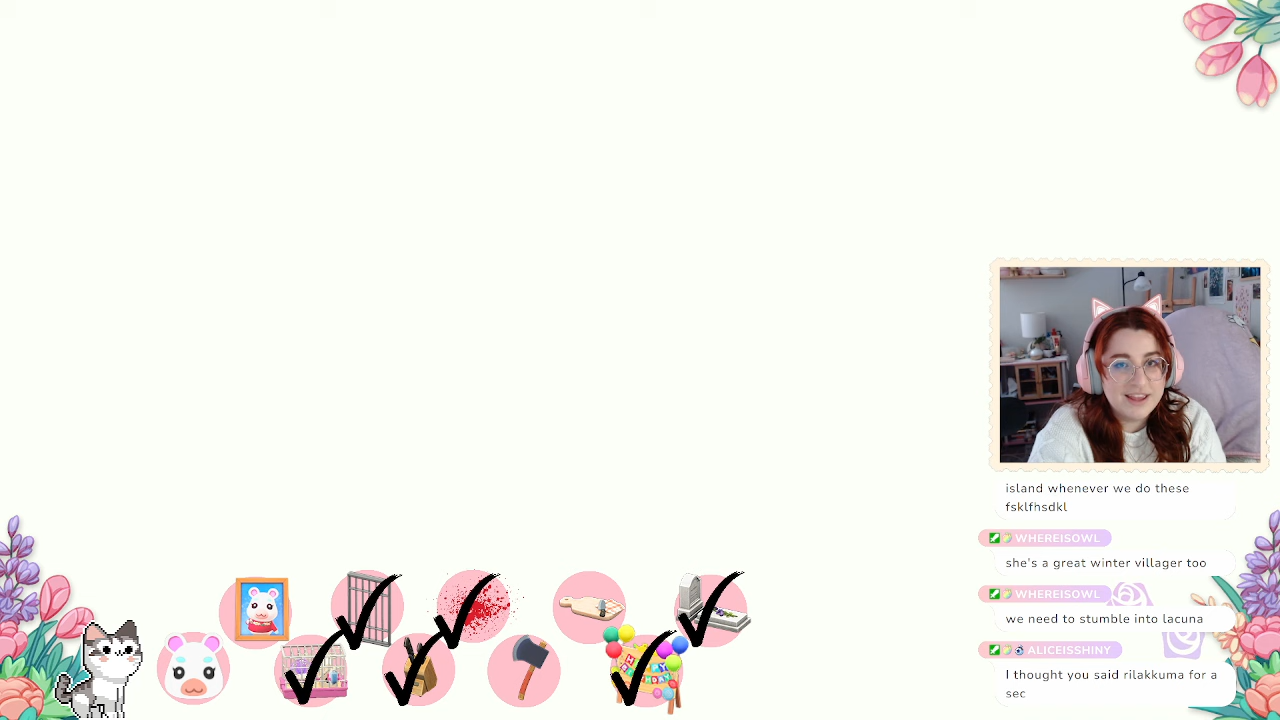 island whenever we do these
fsklfhsdkl
WHEREISOWL
she's a great winter villager too
WHEREISOWL
we need to stumble into lacuna
ALICEISSHINY
I thought you said rilakkuma for a
sec